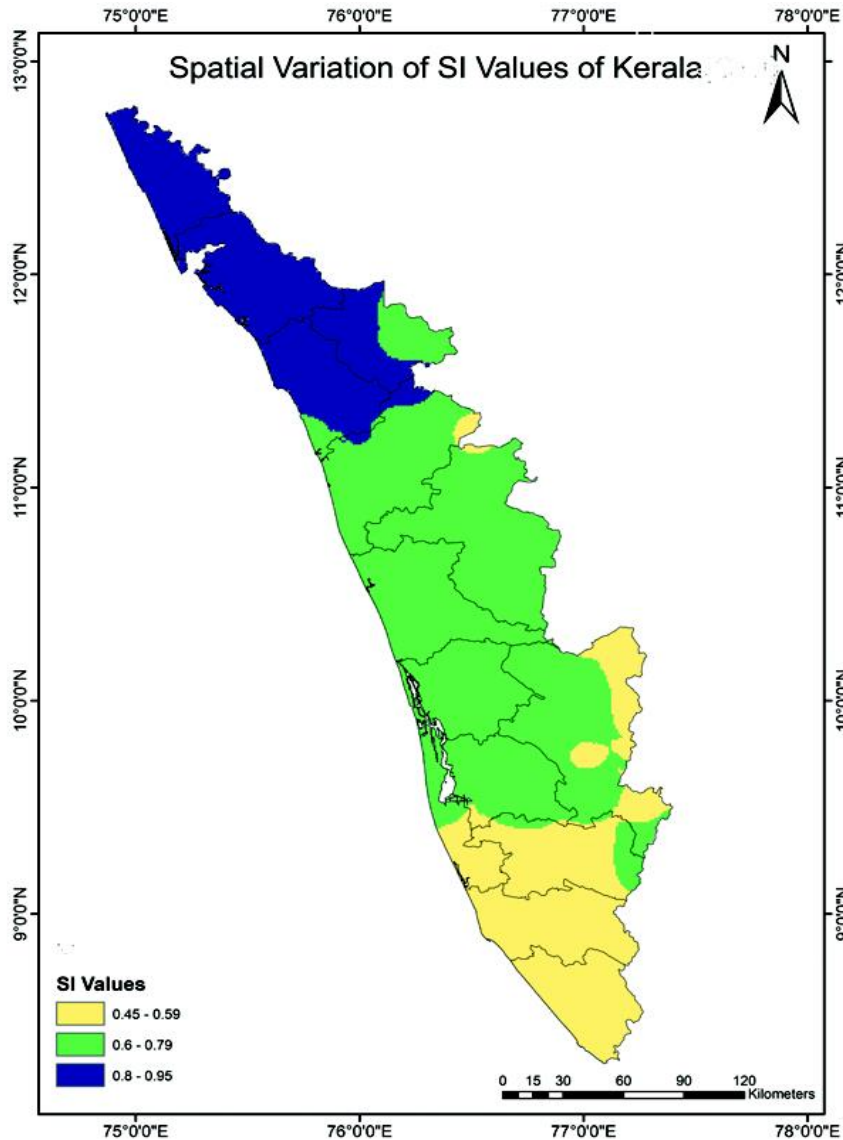 75°0'0"E 76°0'0"E 77°0'0"E 78°0'0"E
Spatial Variation of SI Values of Kerala
N
13°0'0"N 13°0'0"N
12°0'0"N 12°0'0"N
11°0'0"N 11°0'0"N
10°0'0"N 10°0'0"N
9°0'0"N 9°0'0"N
SI Values
0.45 - 0.59
0.6 - 0.79
0.8 - 0.95
0 15 30 60 90 120
Kilometers
75°0'0"E 76°0'0"E 77°0'0"E 78°0'0"E